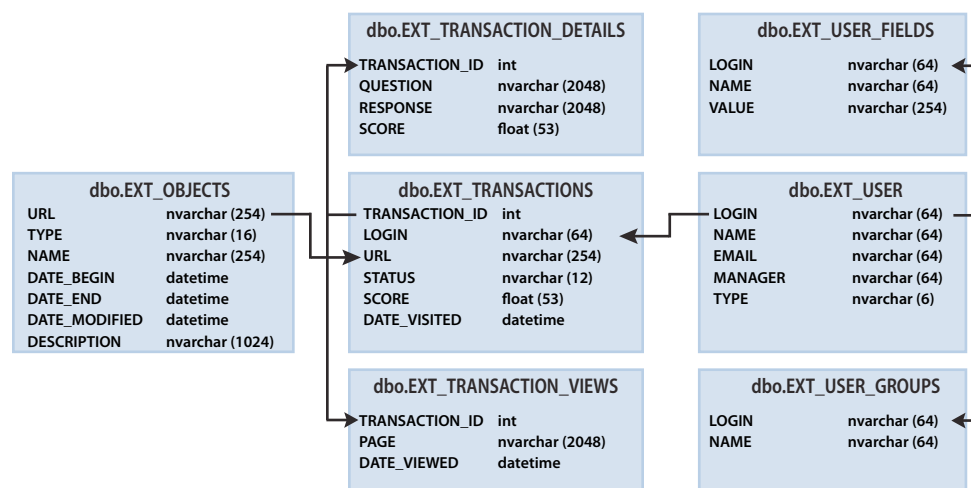 dbo.EXT_TRANSACTION_DETAILS
TRANSACTION_ID int
QUESTION nvarchar (2048)
RESPONSE nvarchar (2048)
SCORE float (53)
dbo.EXT_USER_FIELDS
LOGIN nvarchar (64)
NAME nvarchar (64)
VALUE nvarchar (254)
dbo.EXT_OBJECTS
URL nvarchar (254)
TYPE nvarchar (16)
NAME nvarchar (254)
DATE_BEGIN datetime
DATE_END datetime
DATE_MODIFIED datetime
DESCRIPTION nvarchar (1024)
dbo.EXT_TRANSACTIONS
TRANSACTION_ID int
LOGIN nvarchar (64)
URL nvarchar (254)
STATUS nvarchar (12)
SCORE float (53)
DATE_VISITED datetime
dbo.EXT_USER
LOGIN nvarchar (64)
NAME nvarchar (64)
EMAIL nvarchar (64)
MANAGER nvarchar (64)
TYPE nvarchar (6)
dbo.EXT_TRANSACTION_VIEWS
TRANSACTION_ID int
PAGE nvarchar (2048)
DATE_VIEWED datetime
dbo.EXT_USER_GROUPS
LOGIN nvarchar (64)
NAME nvarchar (64)